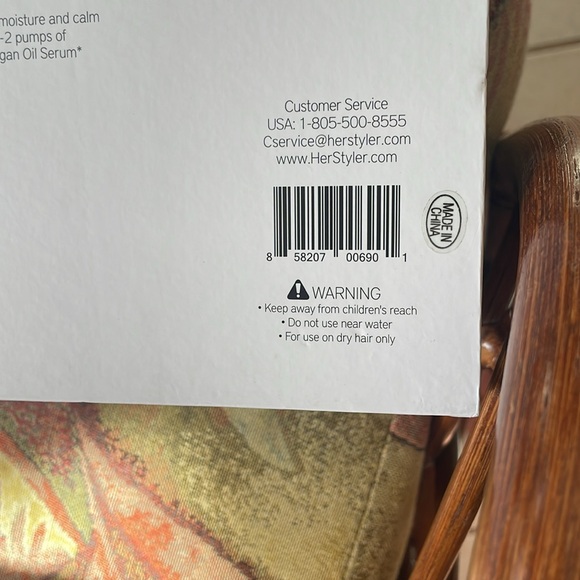 moisture and calm
-2 pumps of
gan Oil Serum*
Customer Service
USA: 1-805-500-8555
Cservice@herstyler.com
www.HerStyler.com
MADE IN
CHINA
8 58207 00690 1
WARNING
• Keep away from children's reach
• Do not use near water
• For use on dry hair only